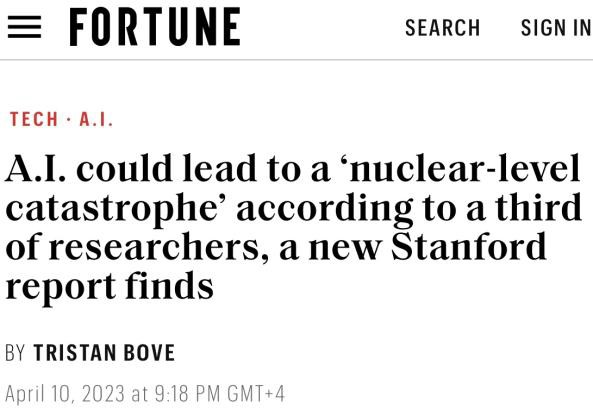 FORTUNE SEARCH SIGN IN
TECH · A.I.
A.I. could lead to a ‘nuclear-level
catastrophe’ according to a third
of researchers, a new Stanford
report finds
BY TRISTAN BOVE
April 10, 2023 at 9:18 PM GMT+4